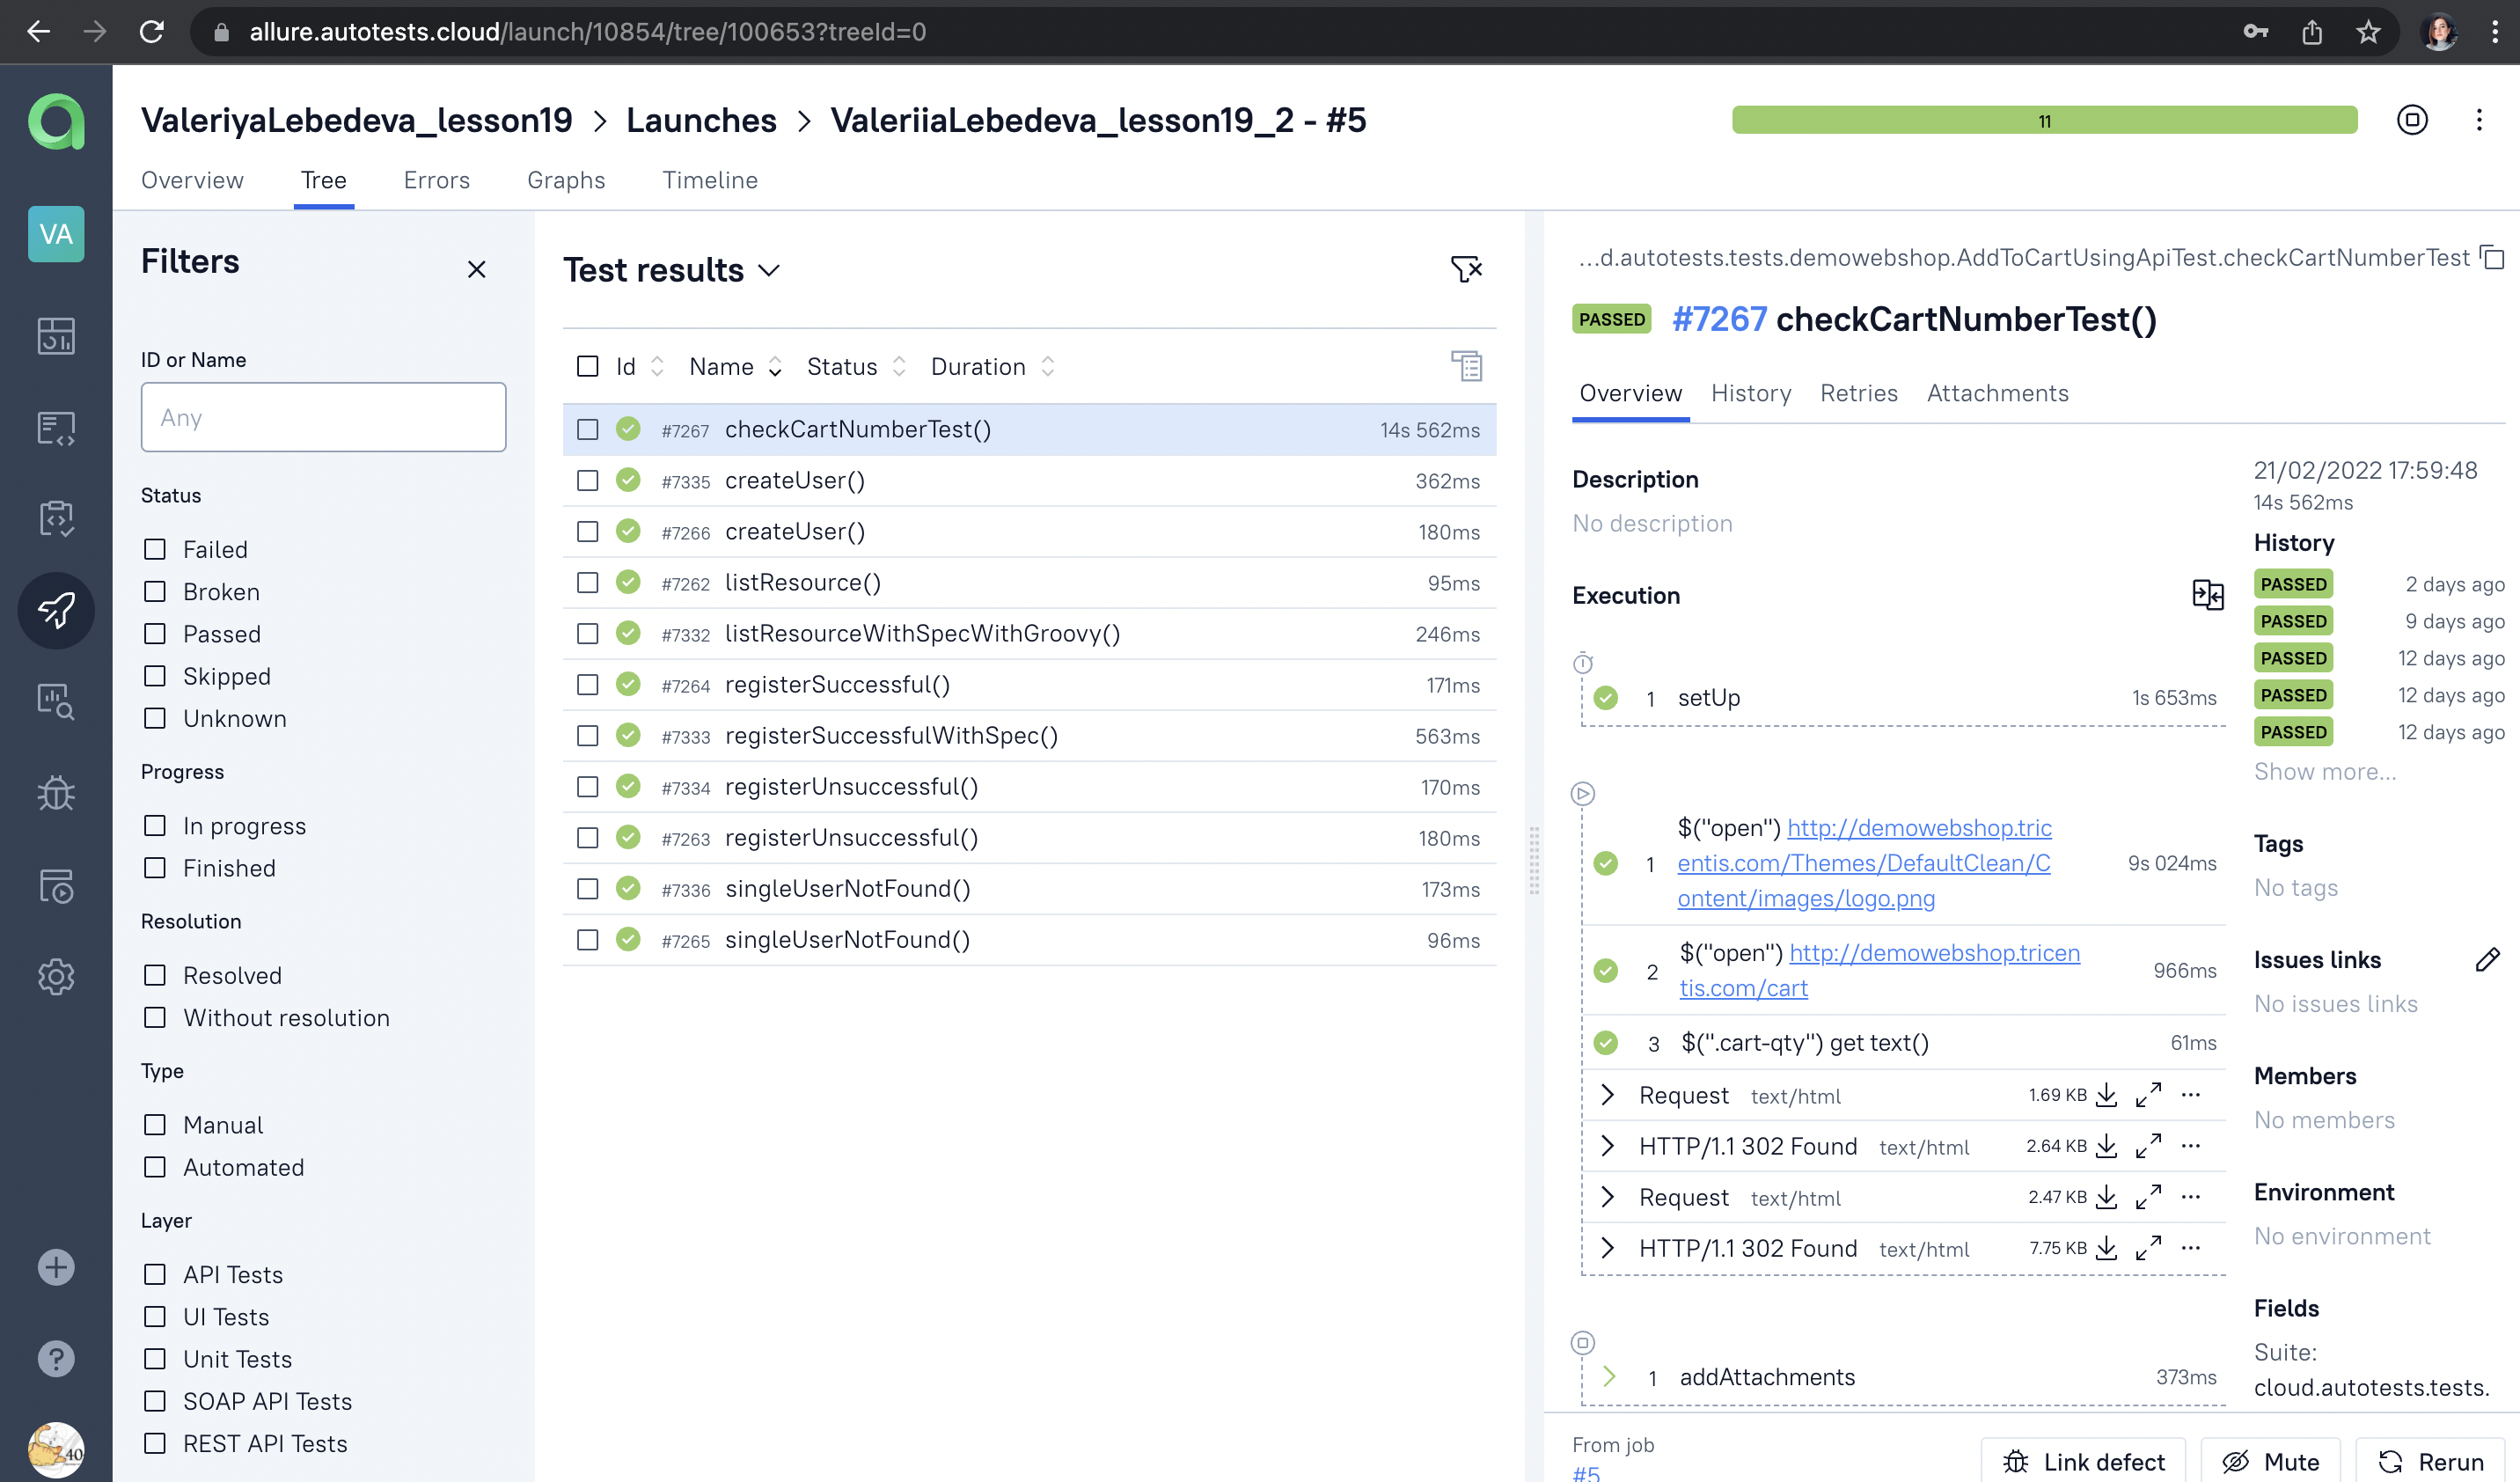 allure.autotests.cloud/launch/10854/tree/100653?treeId=0
ValeriyaLebedeva_lesson19 > Launches > ValeriiaLebedeva_lesson19_2 - #5
11
Overview Tree Errors Graphs Timeline
VA
Filters
ID or Name
Any
Status
Failed
Broken
Passed
Skipped
Unknown
Progress
In progress
Finished
Resolution
Resolved
Without resolution
Type
Manual
Automated
Layer
API Tests
UI Tests
Unit Tests
SOAP API Tests
REST API Tests
40
Test results
Id Name Status Duration
#7267 checkCartNumberTest() 14s 562ms
#7335 createUser() 362ms
#7266 createUser() 180ms
#7262 listResource() 95ms
#7332 listResourceWithSpecWithGroovy() 246ms
#7264 registerSuccessful() 171ms
#7333 registerSuccessfulWithSpec() 563ms
#7334 registerUnsuccessful() 170ms
#7263 registerUnsuccessful() 180ms
#7336 singleUserNotFound() 173ms
#7265 singleUserNotFound() 96ms
...d.autotests.tests.demowebshop.AddToCartUsingApiTest.checkCartNumberTest
PASSED #7267 checkCartNumberTest()
Overview History Retries Attachments
Description
No description
Execution
1 setUp 1s 653ms
1 $("open") http://demowebshop.tric
entis.com/Themes/DefaultClean/C
ontent/images/logo.png
9s 024ms
2 $("open") http://demowebshop.tricen
tis.com/cart
966ms
3 $(".cart-qty") get text() 61ms
Request text/html 1.69 KB
HTTP/1.1 302 Found text/html 2.64 KB
Request text/html 2.47 KB
HTTP/1.1 302 Found text/html 7.75 KB
1 addAttachments 373ms
21/02/2022 17:59:48
14s 562ms
History
PASSED 2 days ago
PASSED 9 days ago
PASSED 12 days ago
PASSED 12 days ago
PASSED 12 days ago
Show more...
Tags
No tags
Issues links
No issues links
Members
No members
Environment
No environment
Fields
Suite:
cloud.autotests.tests.
From job
#5
Link defect Mute Rerun